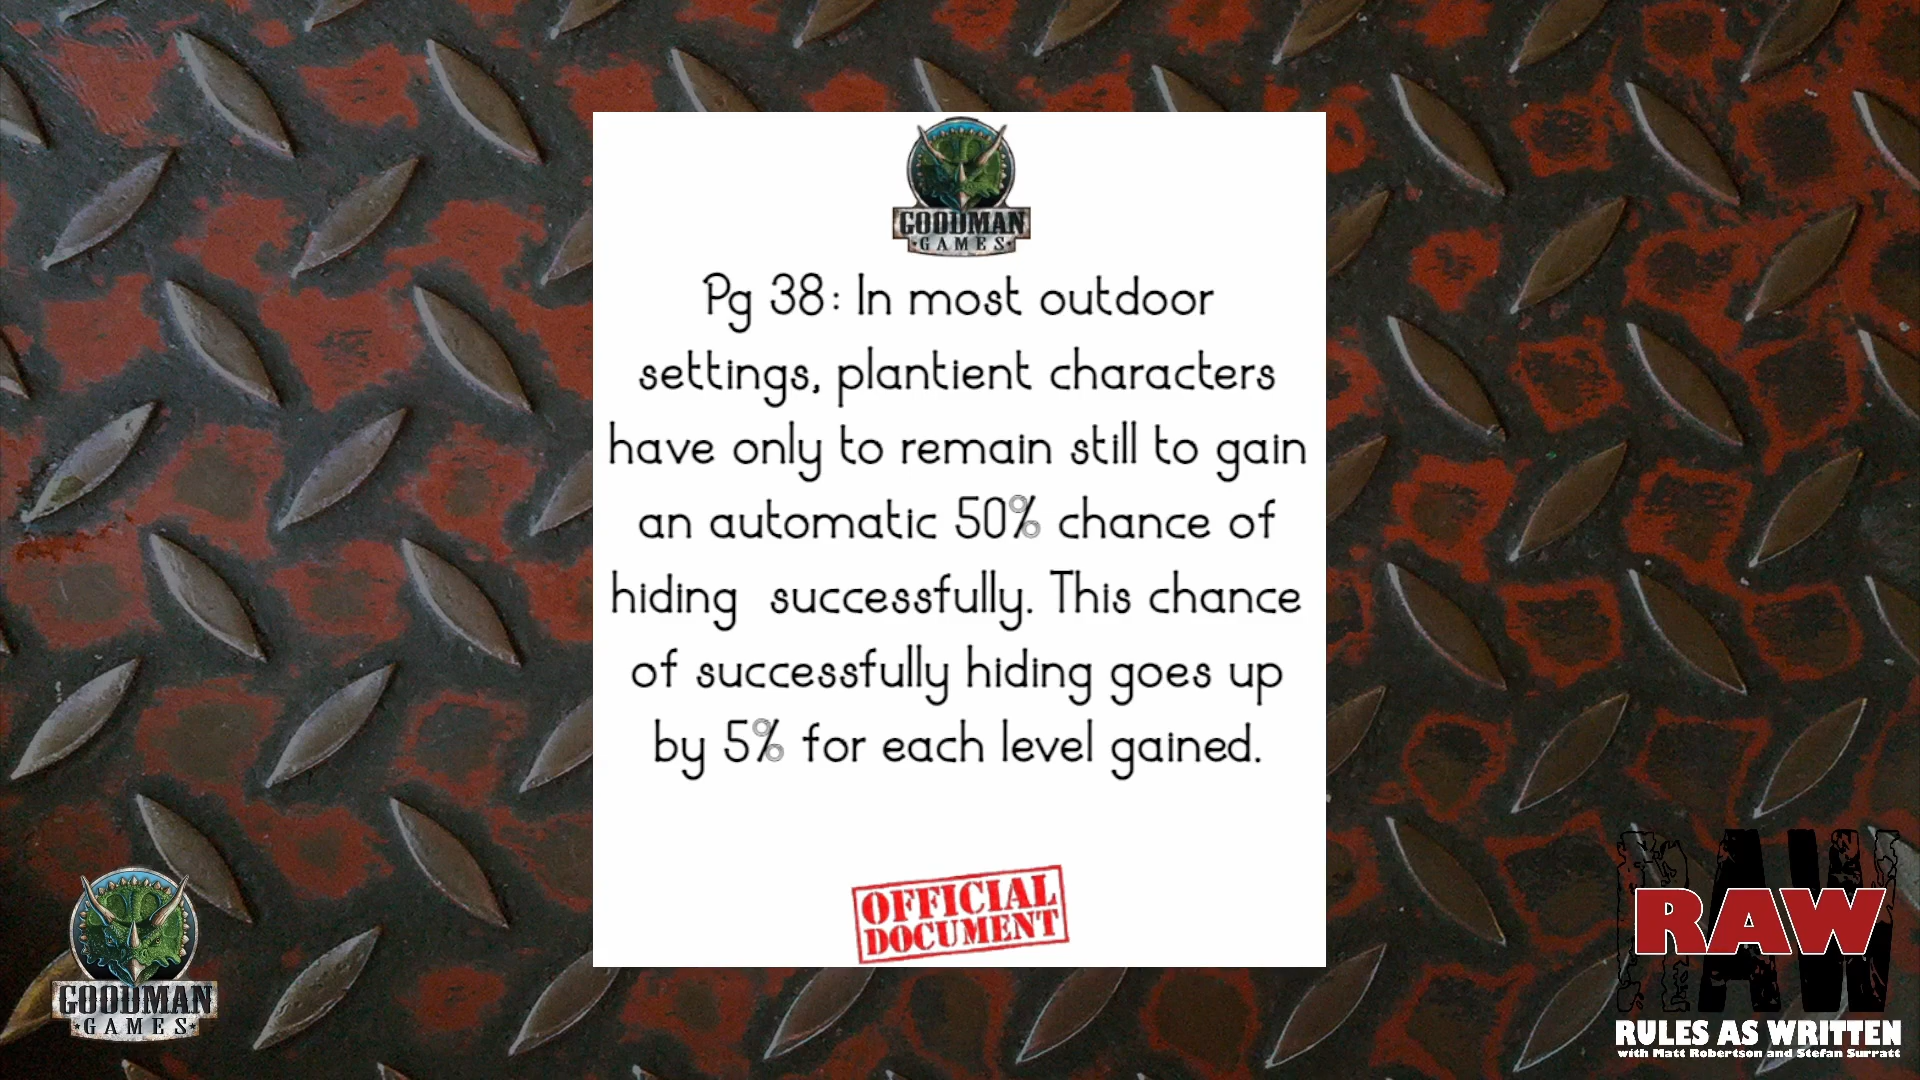 GOODMAN
GAMES
Pg 38: In most outdoor
settings, plantient characters
have only to remain still to gain
an automatic 50% chance of
hiding  successfully. This chance
of successfully hiding goes up
by 5% for each level gained.
OFFICIAL
DOCUMENT
GOODMAN
GAMES
RAW
RAW
RULES AS WRITTEN
with Matt Robertson and Stefan Surratt